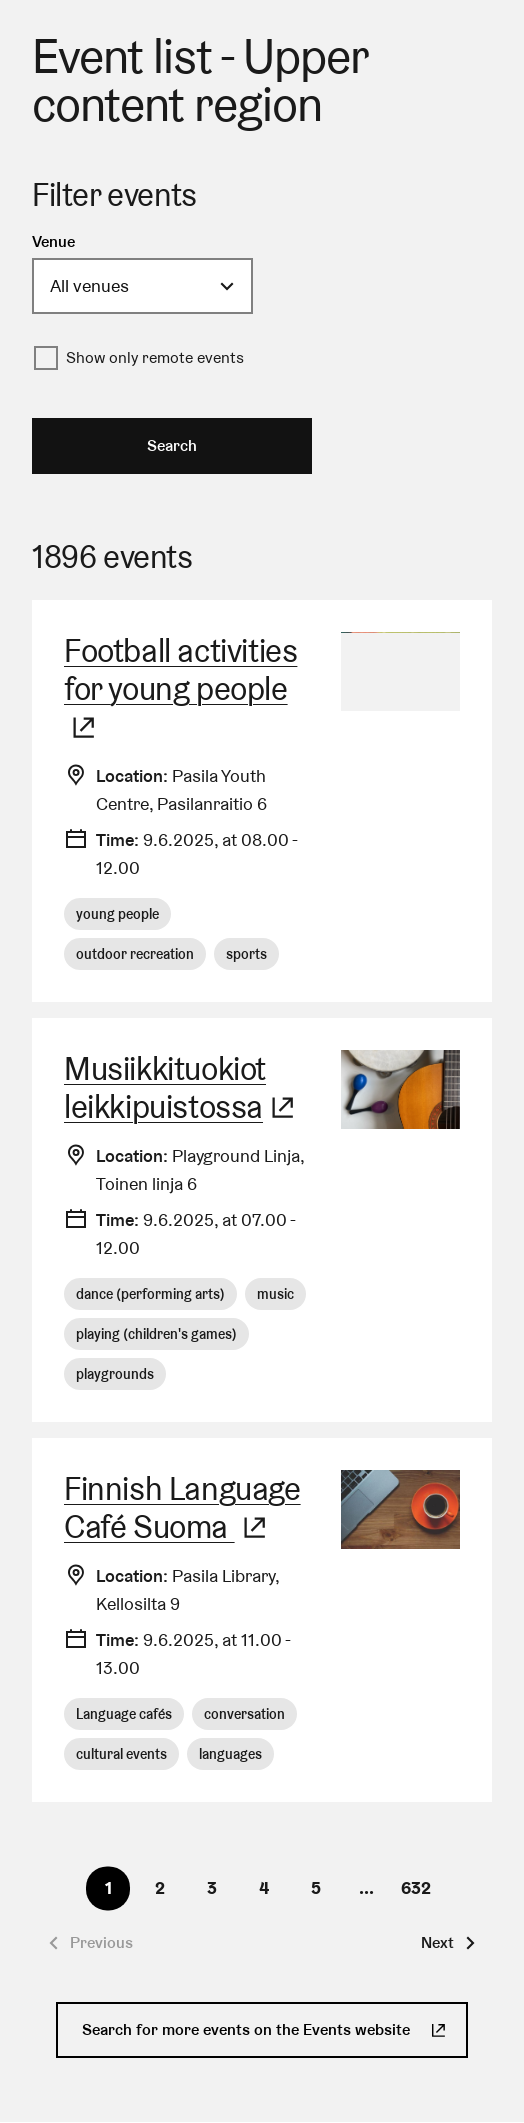 Event list - Upper
content region
Filter events
Venue
All venues
Show only remote events
Search
1896 events
Football activities
for young people
Location: Pasila Youth
Centre, Pasilanraitio 6
Time: 9.6.2025, at 08.00 -
12.00
young people
outdoor recreation sports
Musiikkituokiot
leikkipuistossa
Location: Playground Linja,
Toinen linja 6
Time: 9.6.2025, at 07.00 -
12.00
dance (performing arts) music
playing (children's games)
playgrounds
Finnish Language
Café Suoma
Location: Pasila Library,
Kellosilta 9
Time: 9.6.2025, at 11.00 -
13.00
Language cafés conversation
cultural events languages
1 2 3 4 5 ... 632
Previous Next
Search for more events on the Events website